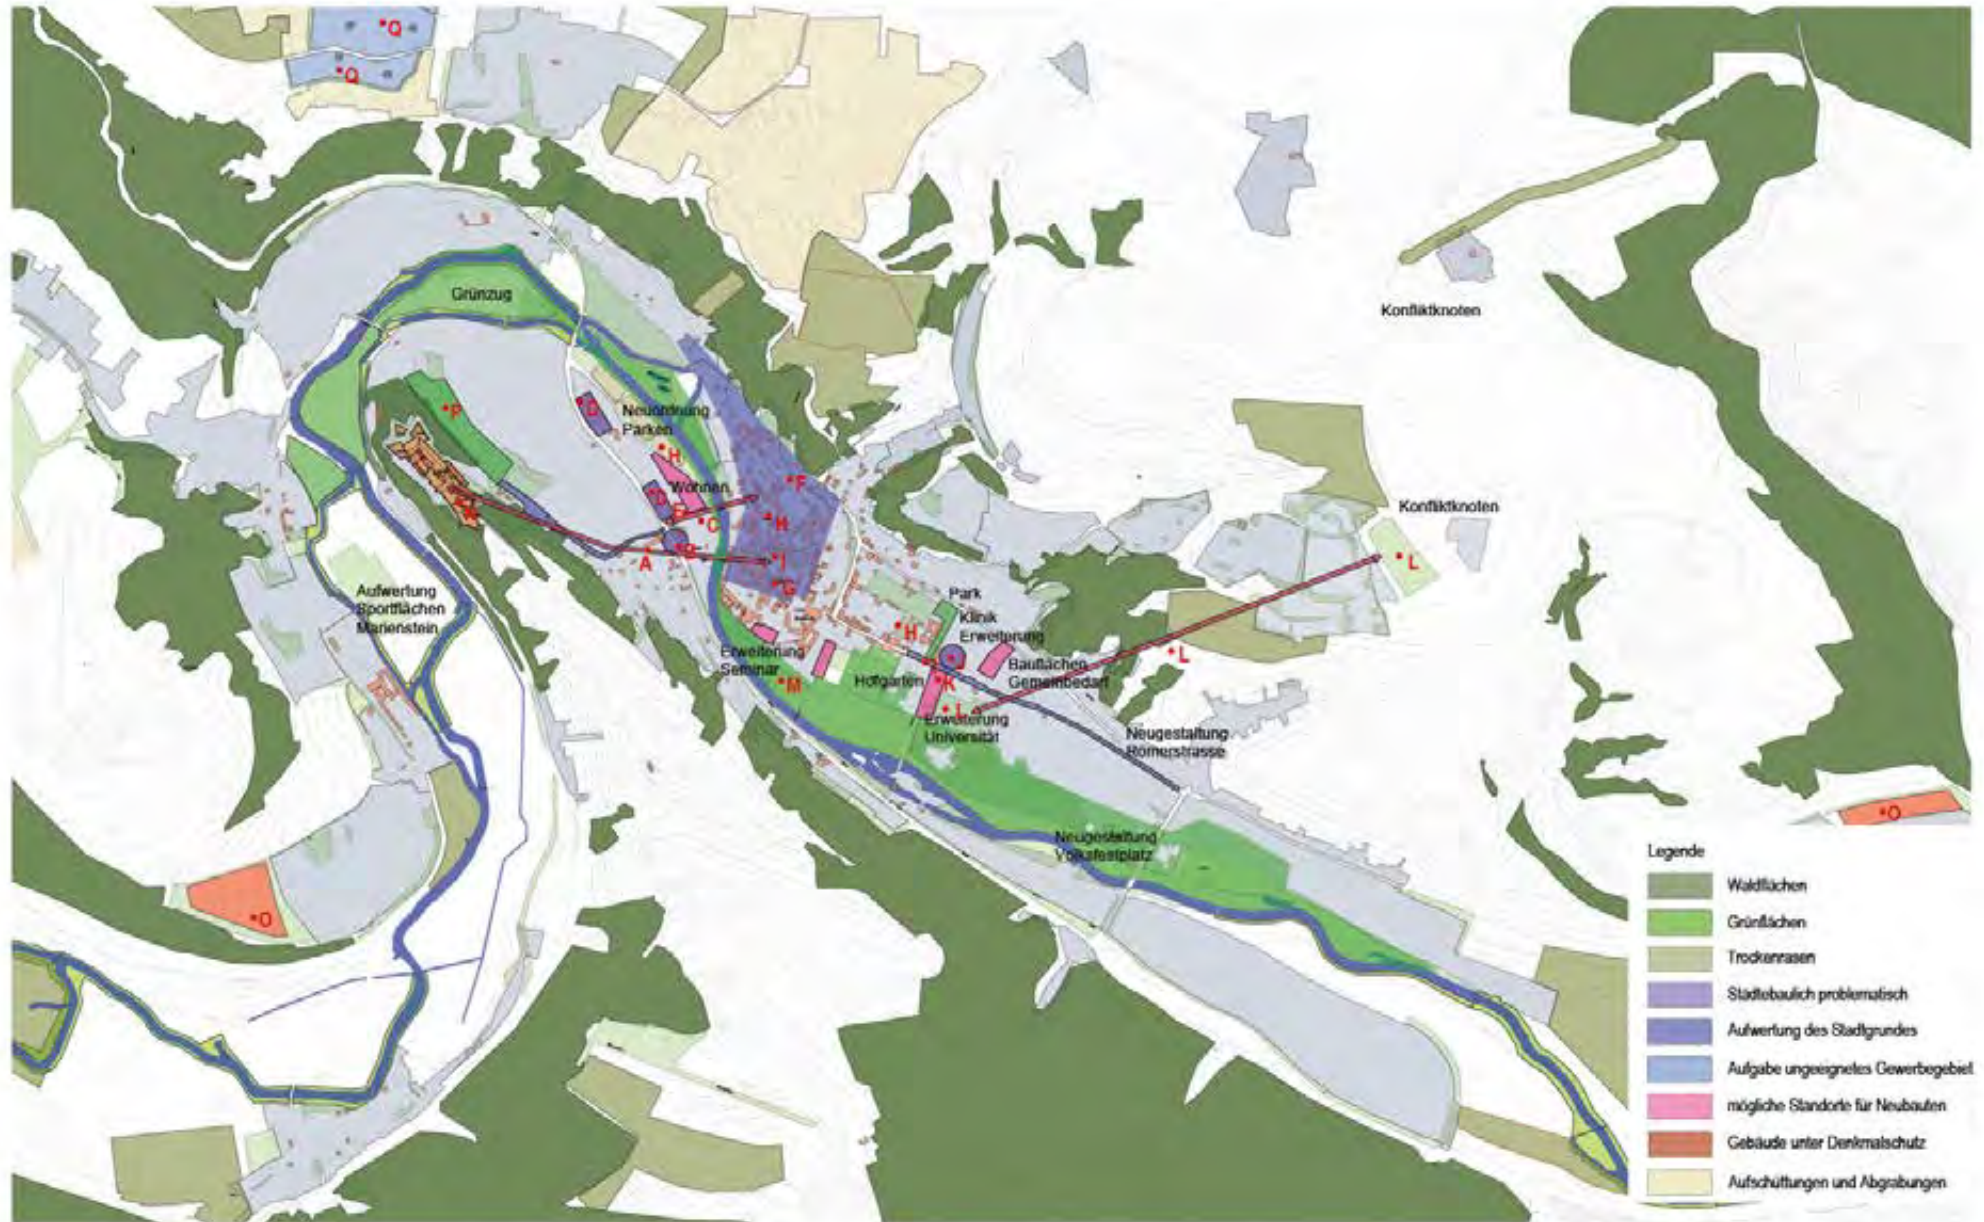 Q
Q
Grünzug
Konfliktknoten
P
D
Neuordnung
Parken
H
D
Wohnen
E
C
F
H
Konfliktknoten
A
B
I
G
L
Aufwertung
Sportflächen
Marienstein
Park
Klinik
Erweiterung
H
Erweiterung
Seminar
M
Hofgarten
K
Bauflächen
Gemeinbedarf
L
L
Erweiterung
Universität
Neugestaltung
Römerstrasse
Neugestaltung
Volksfestplatz
O
O
Legende
Waldflächen
Grünflächen
Trockenrasen
Städtebaulich problematisch
Aufwertung des Stadtgrundes
Aufgabe ungeeignetes Gewerbegebiet
mögliche Standorte für Neubauten
Gebäude unter Denkmalschutz
Aufschüttungen und Abgrabungen